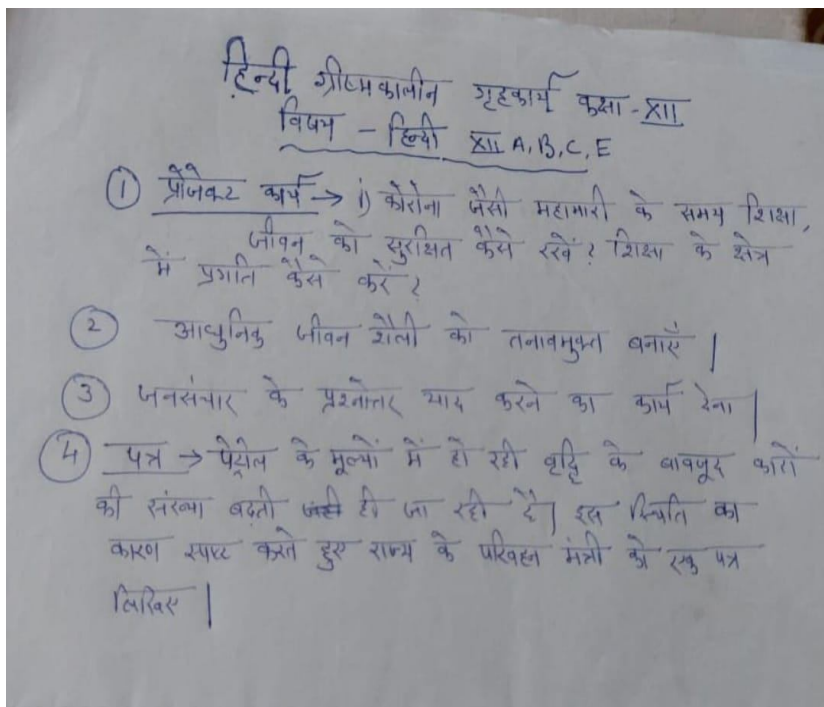 हिन्दी ग्रीष्मकालीन गृहकार्य कक्षा - XII
विषय - हिन्दी XII A, B, C, E
① प्रौजेक्ट कार्य → i) कोरोना जैसी महामारी के समय शिक्षा,
जीवन को सुरक्षित कैसे रखें? शिक्षा के क्षेत्र
में प्रगति कैसे करें?
② आधुनिक जीवन शैली को तनावमुक्त बनाएँ |
③ जनसंचार के प्रश्नोत्तर याद करने का कार्य देना |
④ पत्र → पेट्रोल के मूल्यों में हो रही वृद्धि के बावजूद कारों
की संख्या बढ़ती ही जा रही है| इस स्थिति का
कारण स्पष्ट करते हुए राज्य के परिवहन मंत्री को एक पत्र
लिखिए |